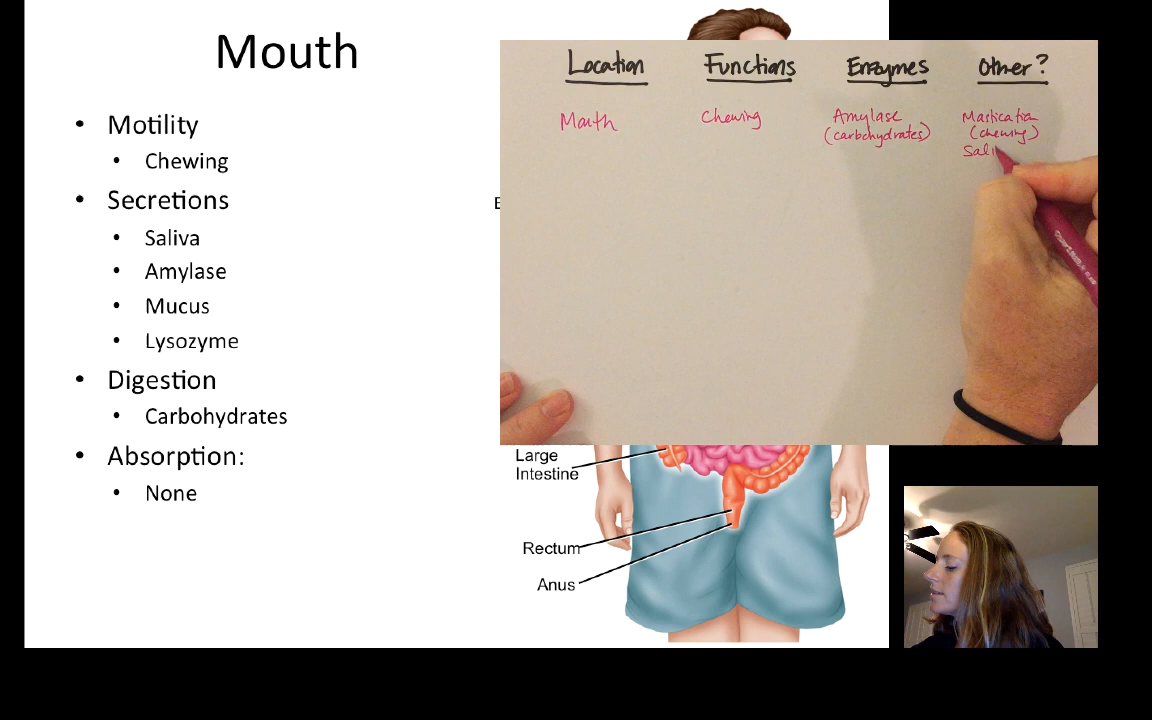 Mouth
• Motility
• Chewing
• Secretions
• Saliva
• Amylase
• Mucus
• Lysozyme
• Digestion
• Carbohydrates
• Absorption:
• None
Location Functions Enzymes Other?
Mouth Chewing Amylase (carbohydrates) Mastication (chewing)
Sali
E
Large
Intestine
Rectum
Anus